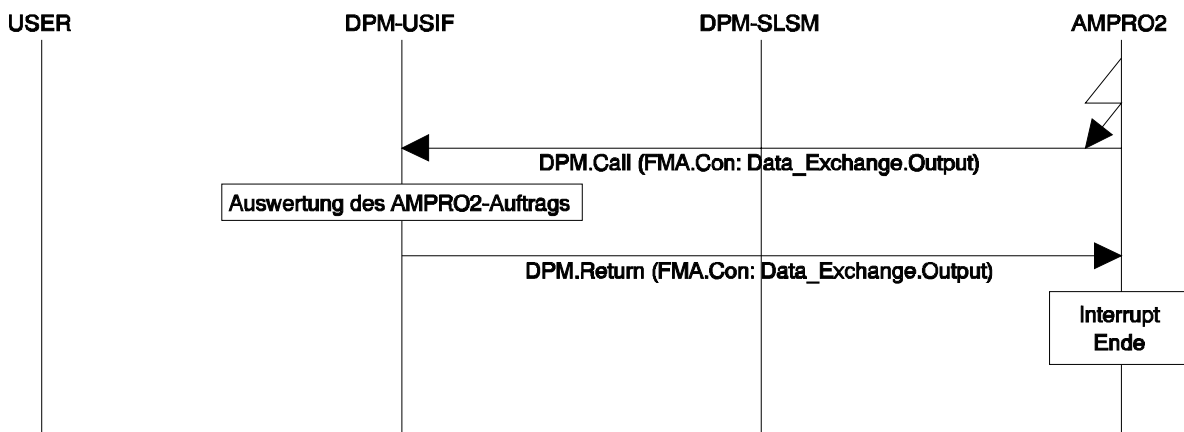 USER DPM-USIF DPM-SLSM AMPRO2
DPM.Call (FMA.Con: Data_Exchange.Output)
Auswertung des AMPRO2-Auftrags
DPM.Return (FMA.Con: Data_Exchange.Output)
Interrupt
Ende